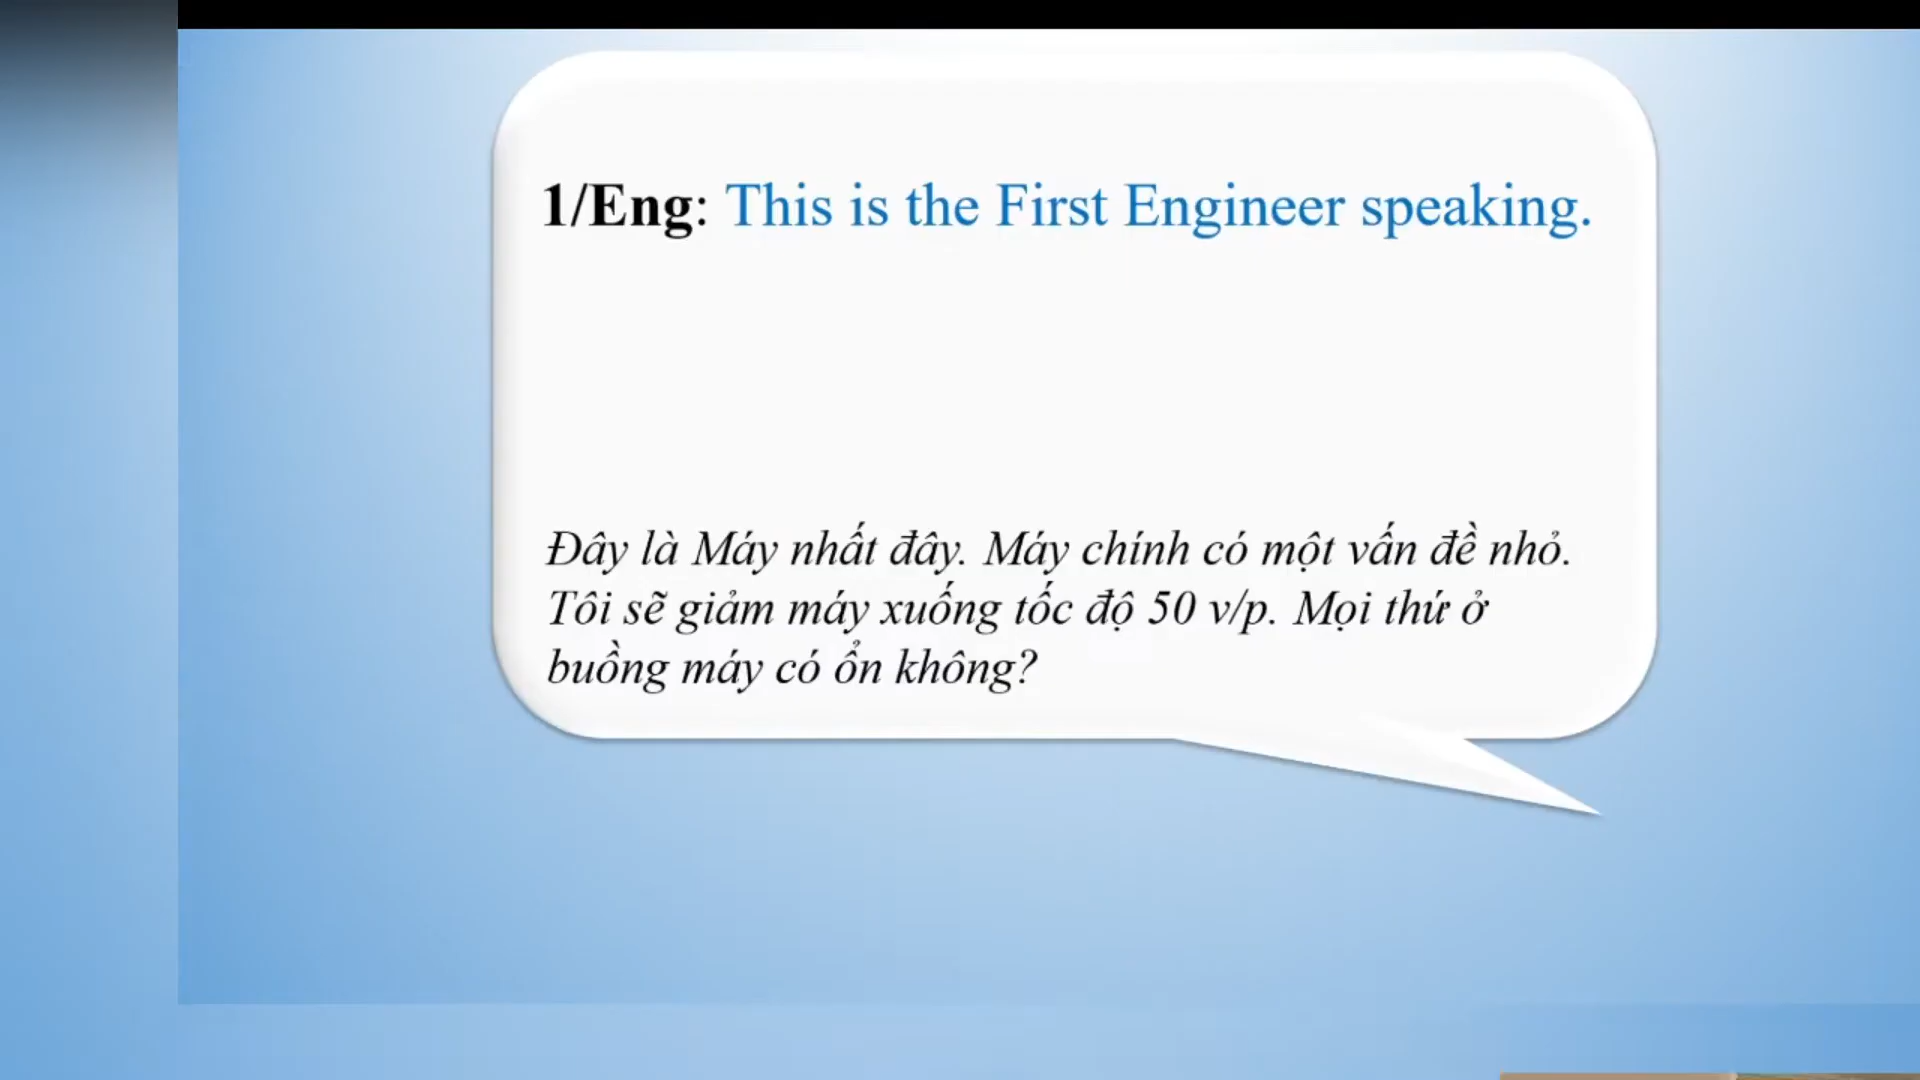 1/Eng: This is the First Engineer speaking.
Đây là Máy nhất đây. Máy chính có một vấn đề nhỏ.
Tôi sẽ giảm máy xuống tốc độ 50 v/p. Mọi thứ ở
buồng máy có ổn không?